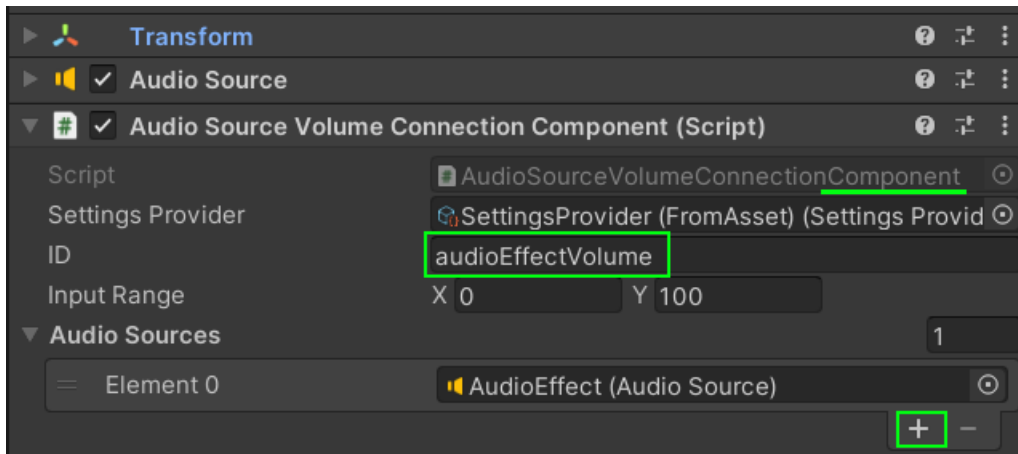 Transform
Audio Source
# Audio Source Volume Connection Component (Script)
Script # AudioSourceVolumeConnectionComponent
Settings Provider SettingsProvider (FromAsset) (Settings Provid
ID audioEffectVolume
Input Range X 0 Y 100
Audio Sources 1
Element 0 AudioEffect (Audio Source)
+ −